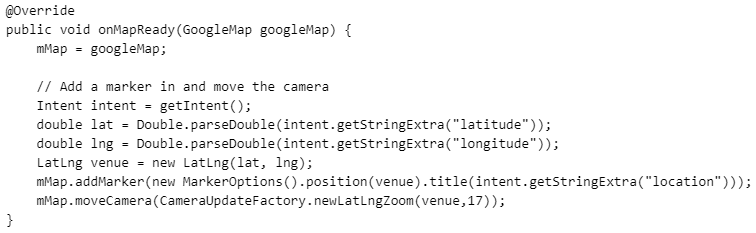 @Override
public void onMapReady(GoogleMap googleMap) {
    mMap = googleMap;

    // Add a marker in and move the camera
    Intent intent = getIntent();
    double lat = Double.parseDouble(intent.getStringExtra("latitude"));
    double lng = Double.parseDouble(intent.getStringExtra("longitude"));
    LatLng venue = new LatLng(lat, lng);
    mMap.addMarker(new MarkerOptions().position(venue).title(intent.getStringExtra("location")));
    mMap.moveCamera(CameraUpdateFactory.newLatLngZoom(venue,17));
}